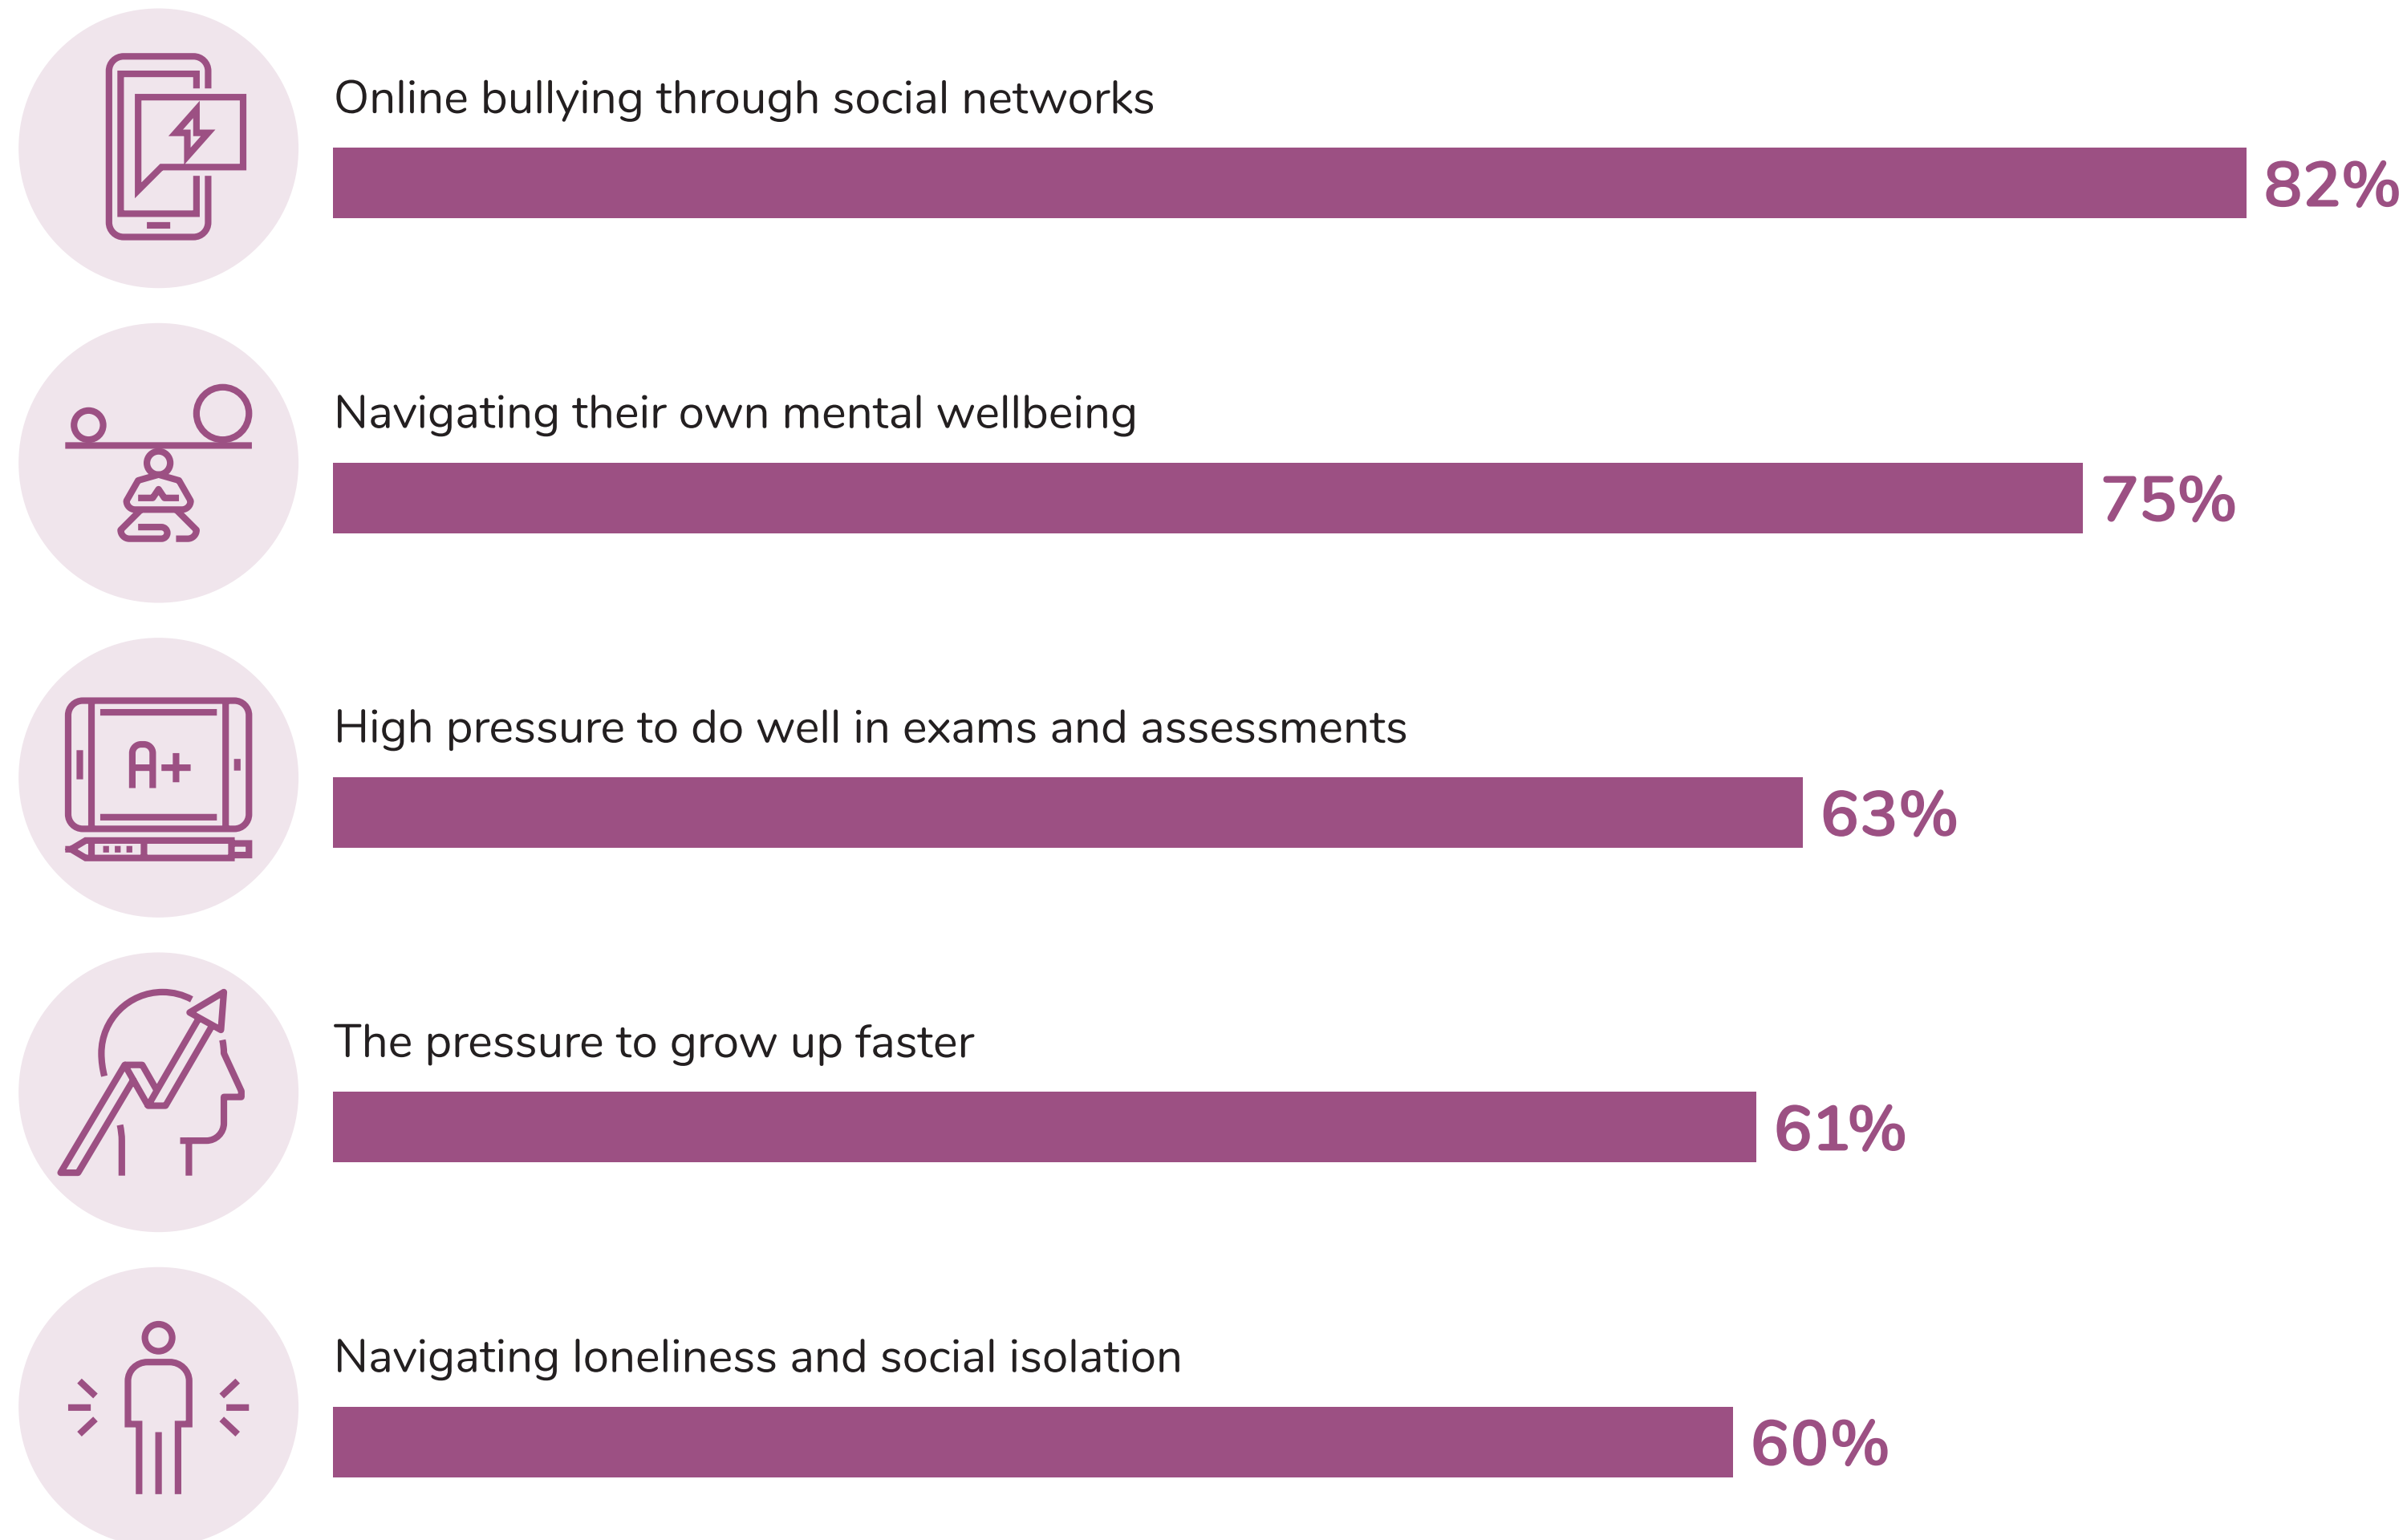 Online bullying through social networks
82%
Navigating their own mental wellbeing
75%
A+
High pressure to do well in exams and assessments
63%
The pressure to grow up faster
61%
Navigating loneliness and social isolation
60%